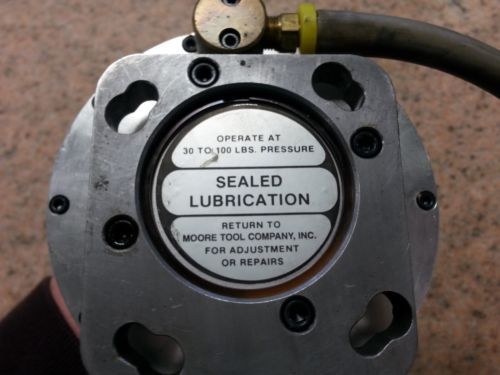 OPERATE AT
30 TO 100 LBS. PRESSURE
SEALED
LUBRICATION
RETURN TO
MOORE TOOL COMPANY, INC.
FOR ADJUSTMENT
OR REPAIRS